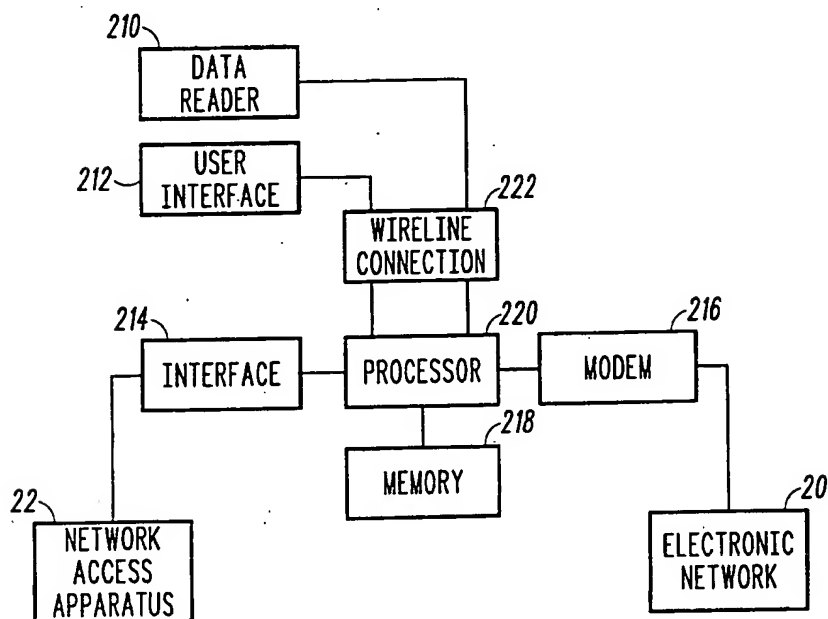 210
DATA
READER
212
USER
INTERFACE
222
WIRELINE
CONNECTION
214
INTERFACE
220
PROCESSOR
216
MODEM
218
MEMORY
22
NETWORK
ACCESS
APPARATUS
20
ELECTRONIC
NETWORK